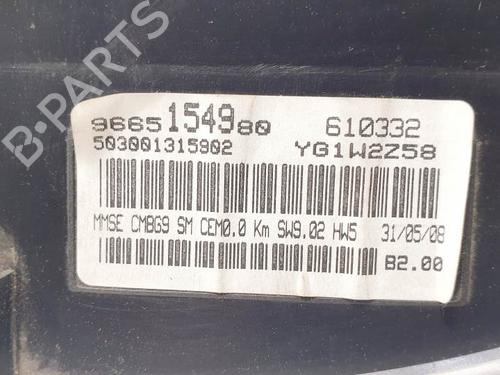 9665154980 610332
503001315902 YG1W2Z58
MMSE CMBG9 SM CEM0.0 Km SW9.02 HW5 31/05/08
B2.00
B-PARTS